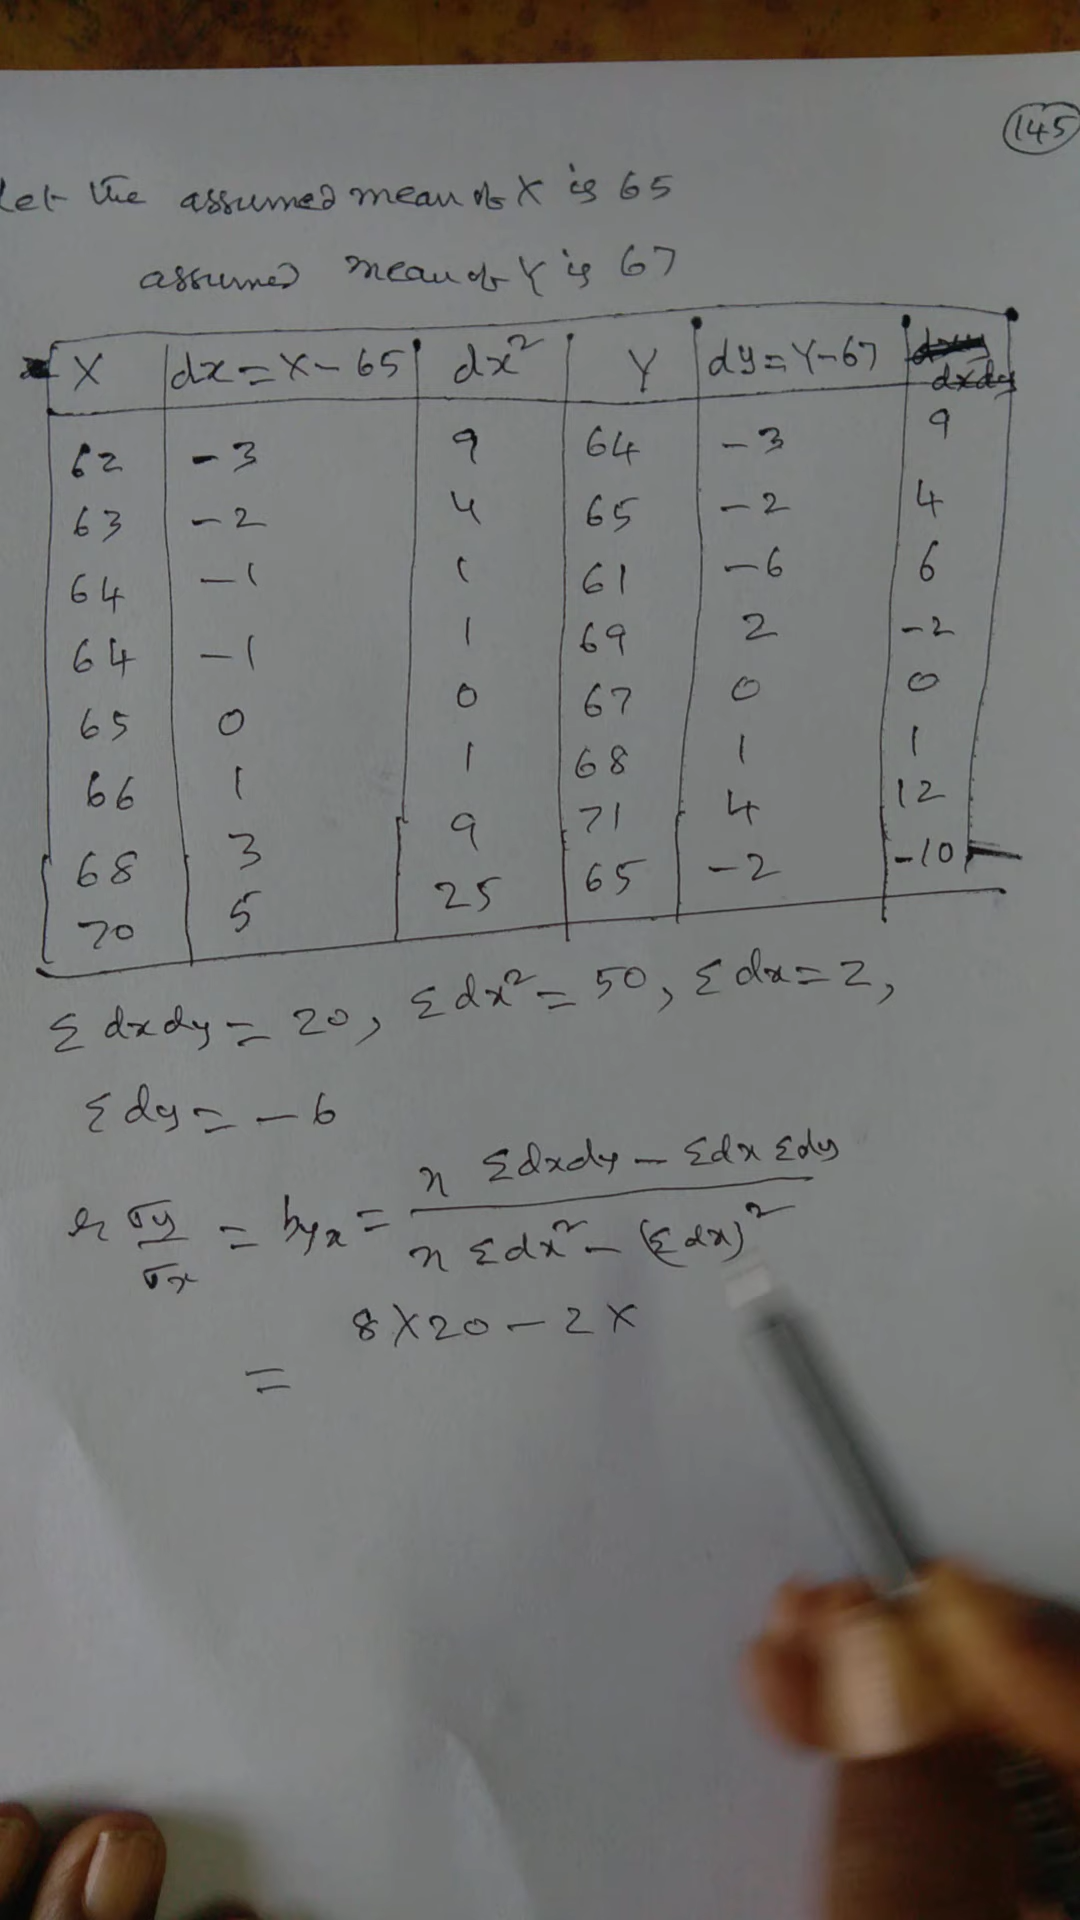 145
Let the assumed mean of X is 65
assumed mean of Y is 67
X dx = X - 65 dx² Y dy = Y - 67 dxdy
62 -3 9 64 -3 9
63 -2 4 65 -2 4
64 -1 1 61 -6 6
64 -1 1 69 2 -2
65 0 0 67 0 0
66 1 1 68 1 1
68 3 9 71 4 12
70 5 25 65 -2 -10
Σ dxdy = 20, Σ dx² = 50, Σ dx = 2,
Σ dy = - 6
r σy/σx = byx = n Σdxdy - Σdx Σdy / n Σdx² - (Σdx)²
= 8 X 20 - 2 X